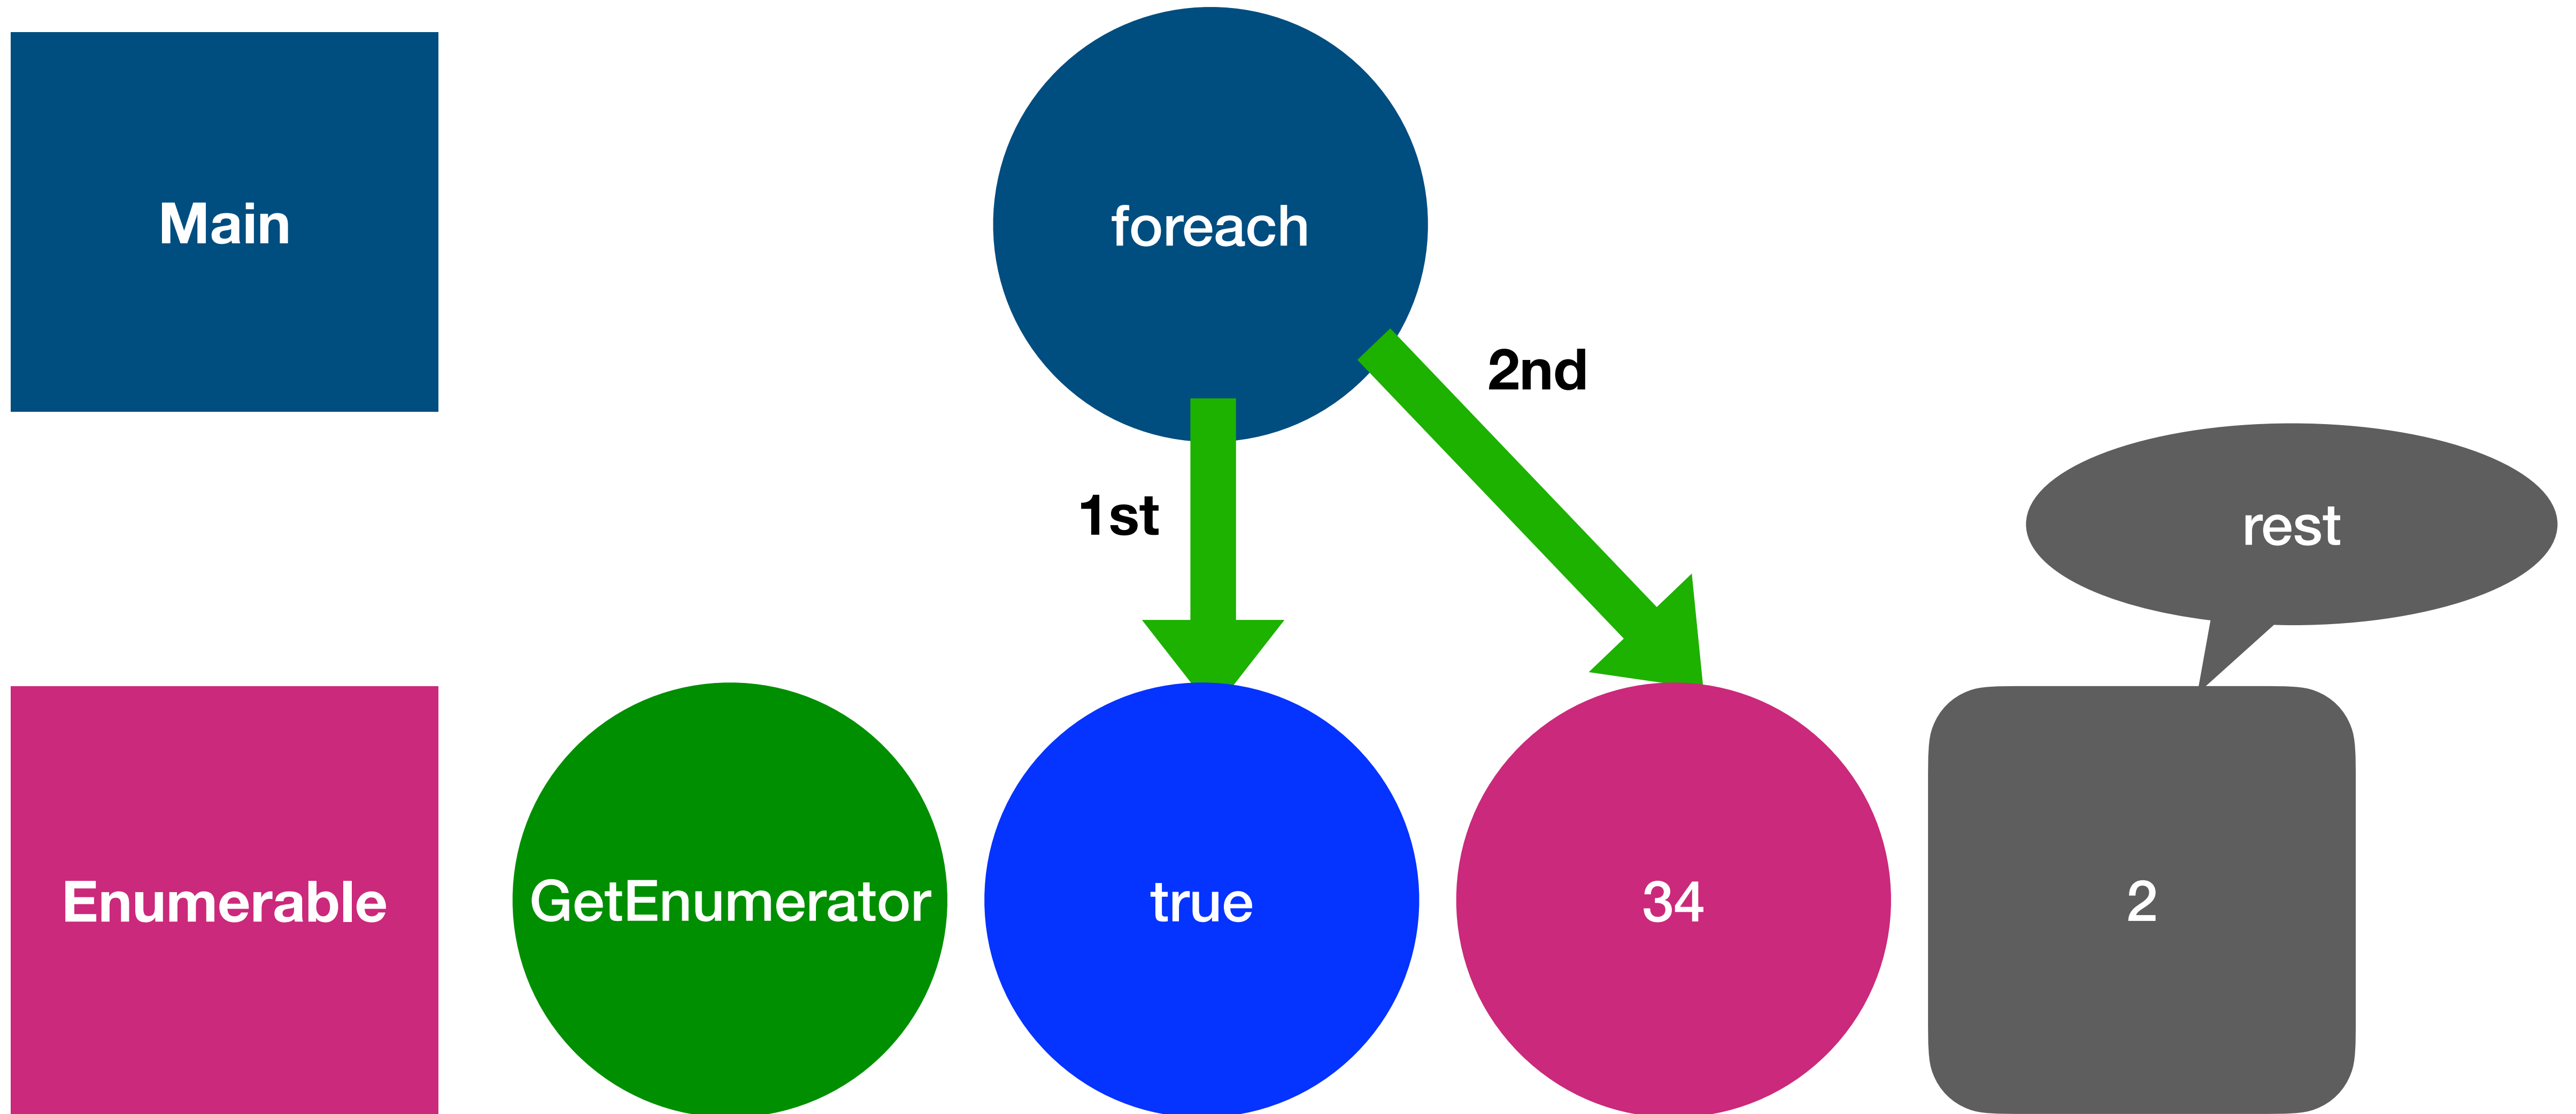 Main
foreach
2nd
1st
rest
Enumerable
GetEnumerator
true
34
2